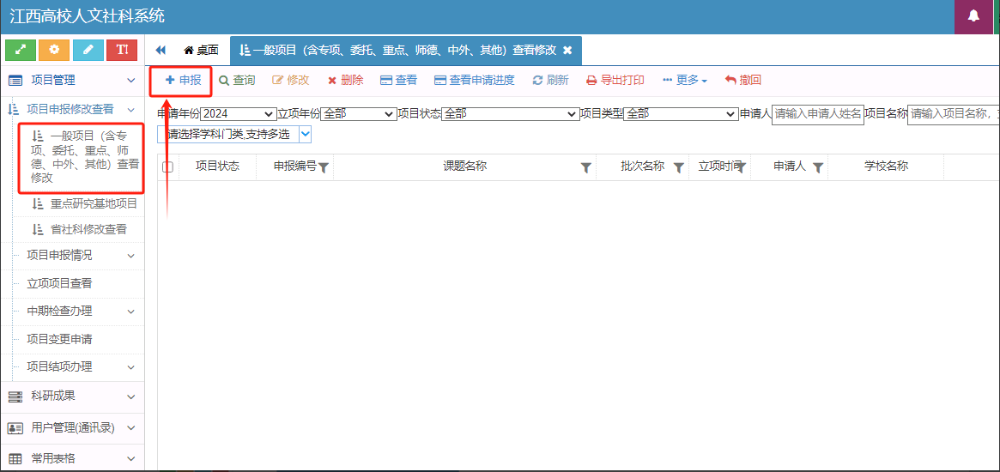 江西高校人文社科系统
桌面
一般项目（含专项、委托、重点、师德、中外、其他）查看修改
项目管理
项目申报修改查看
一般项目（含专
项、委托、重点、师
德、中外、其他）查看
修改
重点研究基地项目
省社科修改查看
项目申报情况
立项项目查看
中期检查办理
项目变更申请
项目结项办理
科研成果
用户管理(通讯录)
常用表格
申报 查询 修改 删除 查看 查看申请进度 刷新 导出打印 更多 撤回
申请年份 2024 立项年份 全部 项目状态 全部 项目类型 全部 申请人 请输入申请人姓名 项目名称 请输入项目名称，
请选择学科门类,支持多选
项目状态 申报编号 课题名称 批次名称 立项时间 申请人 学校名称